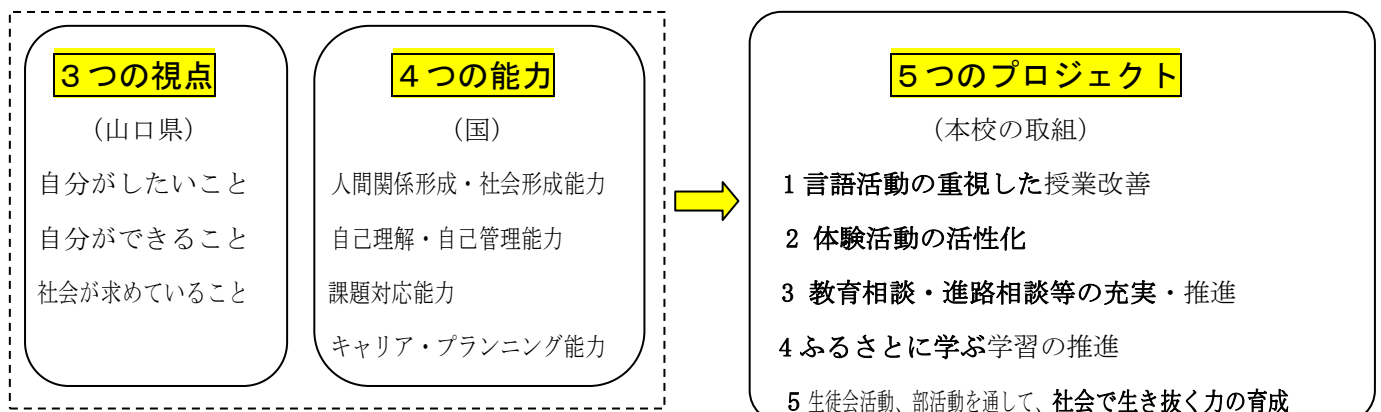 ３つの視点
（山口県）
自分がしたいこと
自分ができること
社会が求めていること
４つの能力
（国）
人間関係形成・社会形成能力
自己理解・自己管理能力
課題対応能力
キャリア・プランニング能力
５つのプロジェクト
（本校の取組）
1 言語活動の重視した授業改善
2 体験活動の活性化
3 教育相談・進路相談等の充実・推進
4 ふるさとに学ぶ学習の推進
5 生徒会活動、部活動を通して、社会で生き抜く力の育成